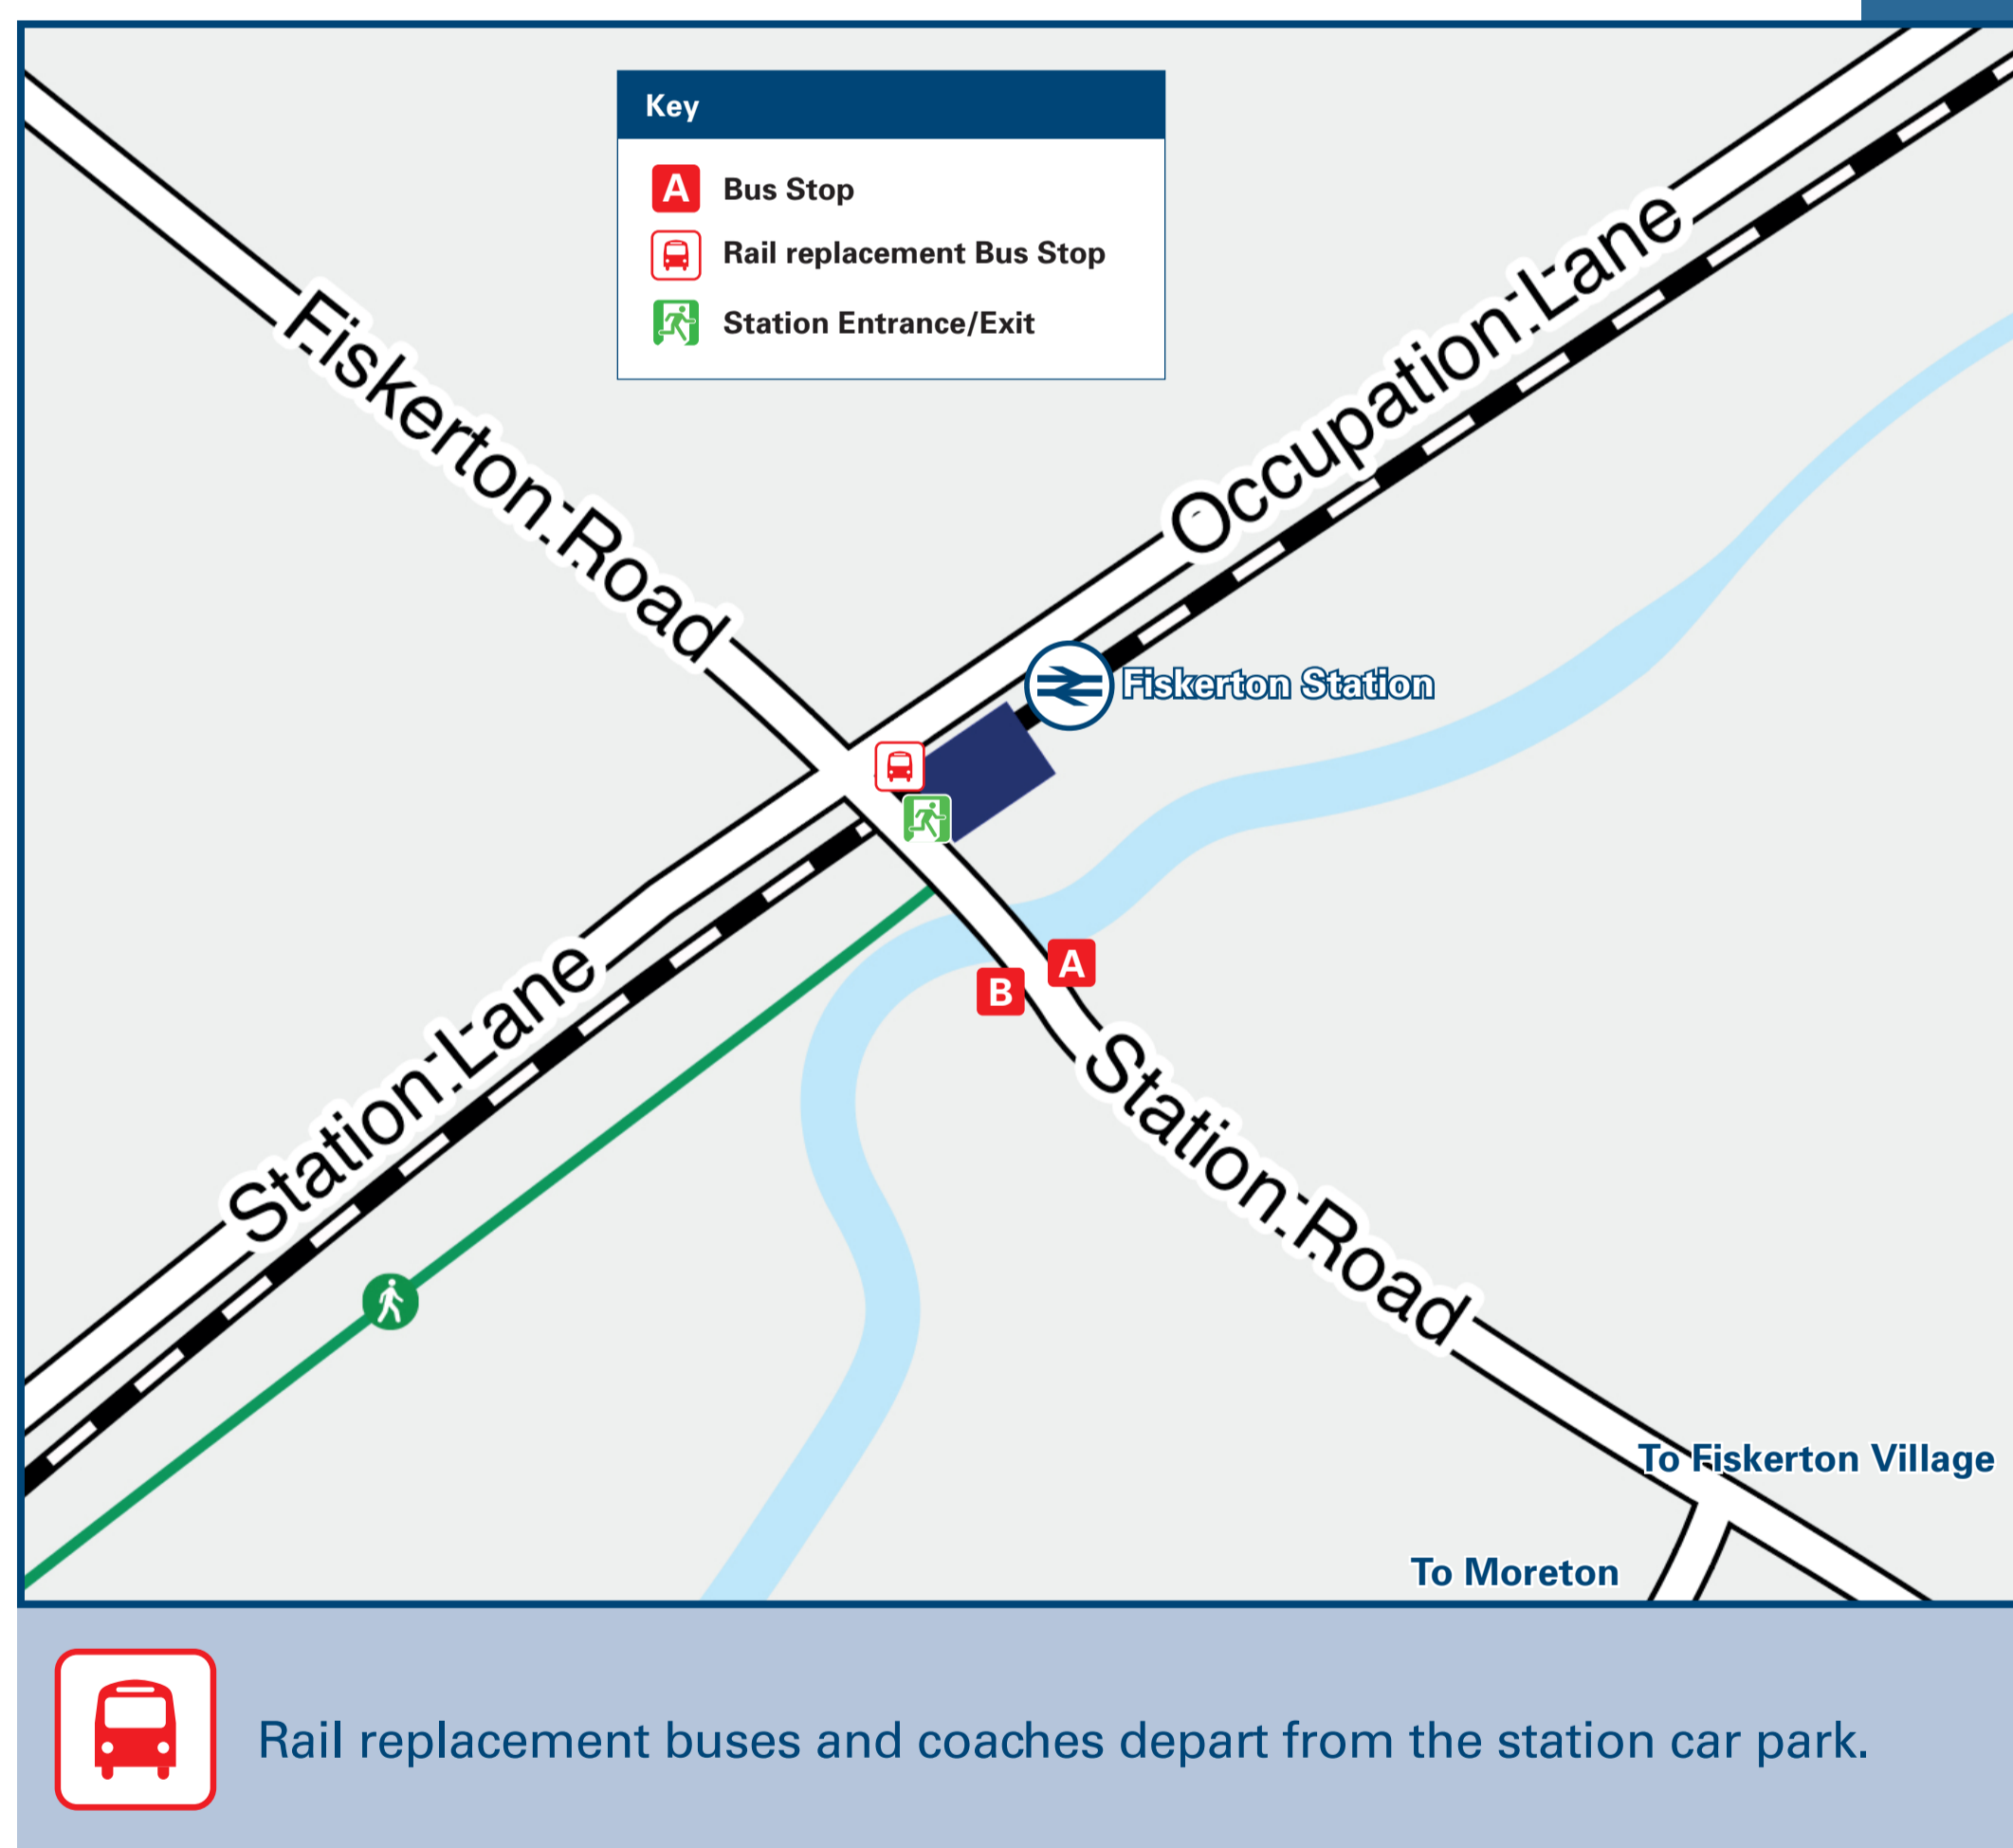 Key
A Bus Stop
Rail replacement Bus Stop
Station Entrance/Exit
Fiskerton Road
Occupation Lane
Fiskerton Station
A
B
Station Lane
Station Road
To Fiskerton Village
To Moreton
Rail replacement buses and coaches depart from the station car park.